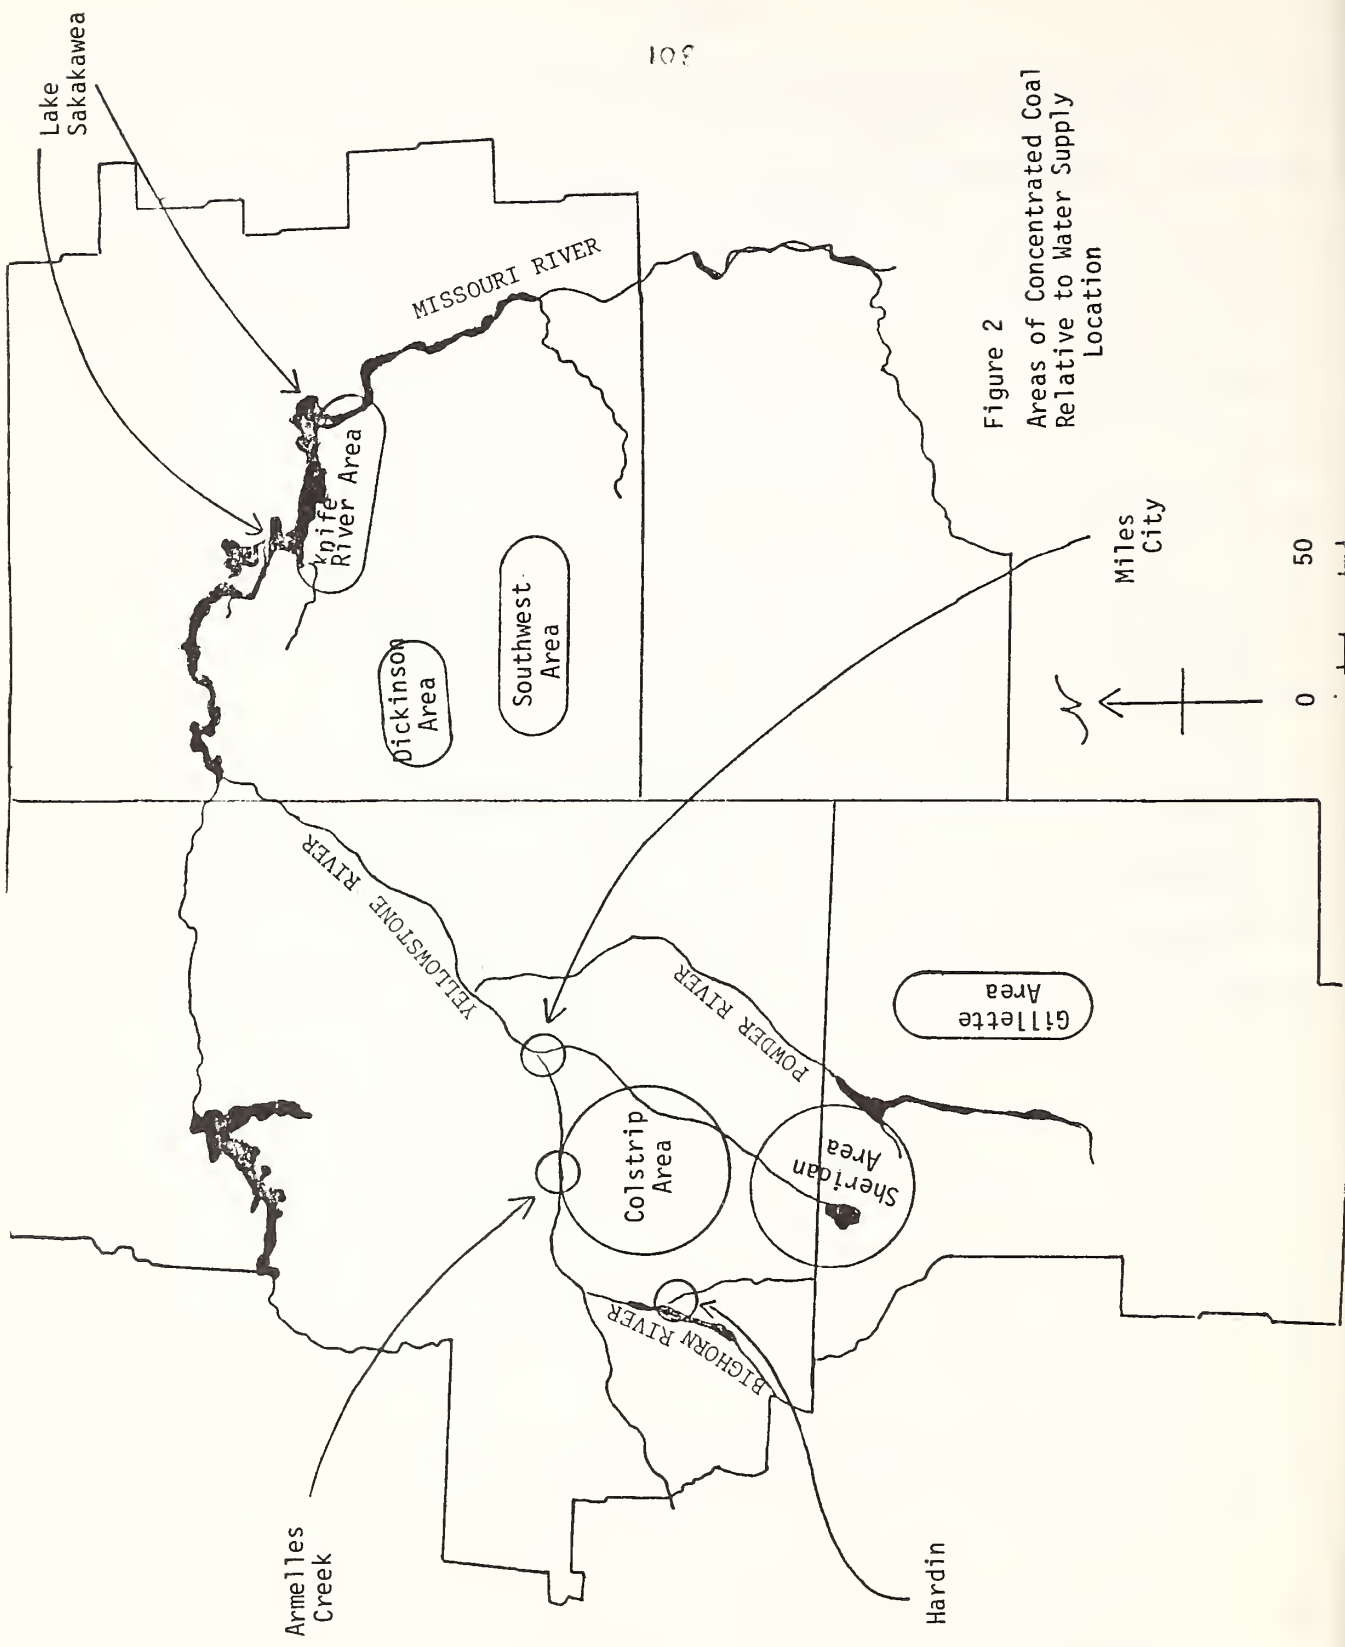 301
Lake
Sakakawea
MISSOURI RIVER
Knife
River Area
Dickinson
Area
Southwest
Area
YELLOWSTONE RIVER
POWDER RIVER
Gillette
Area
Colstrip
Area
Sheridan
Area
BIGHORN RIVER
Armelles
Creek
Hardin
Miles
City
N
0
50
Figure 2
Areas of Concentrated Coal
Relative to Water Supply
Location